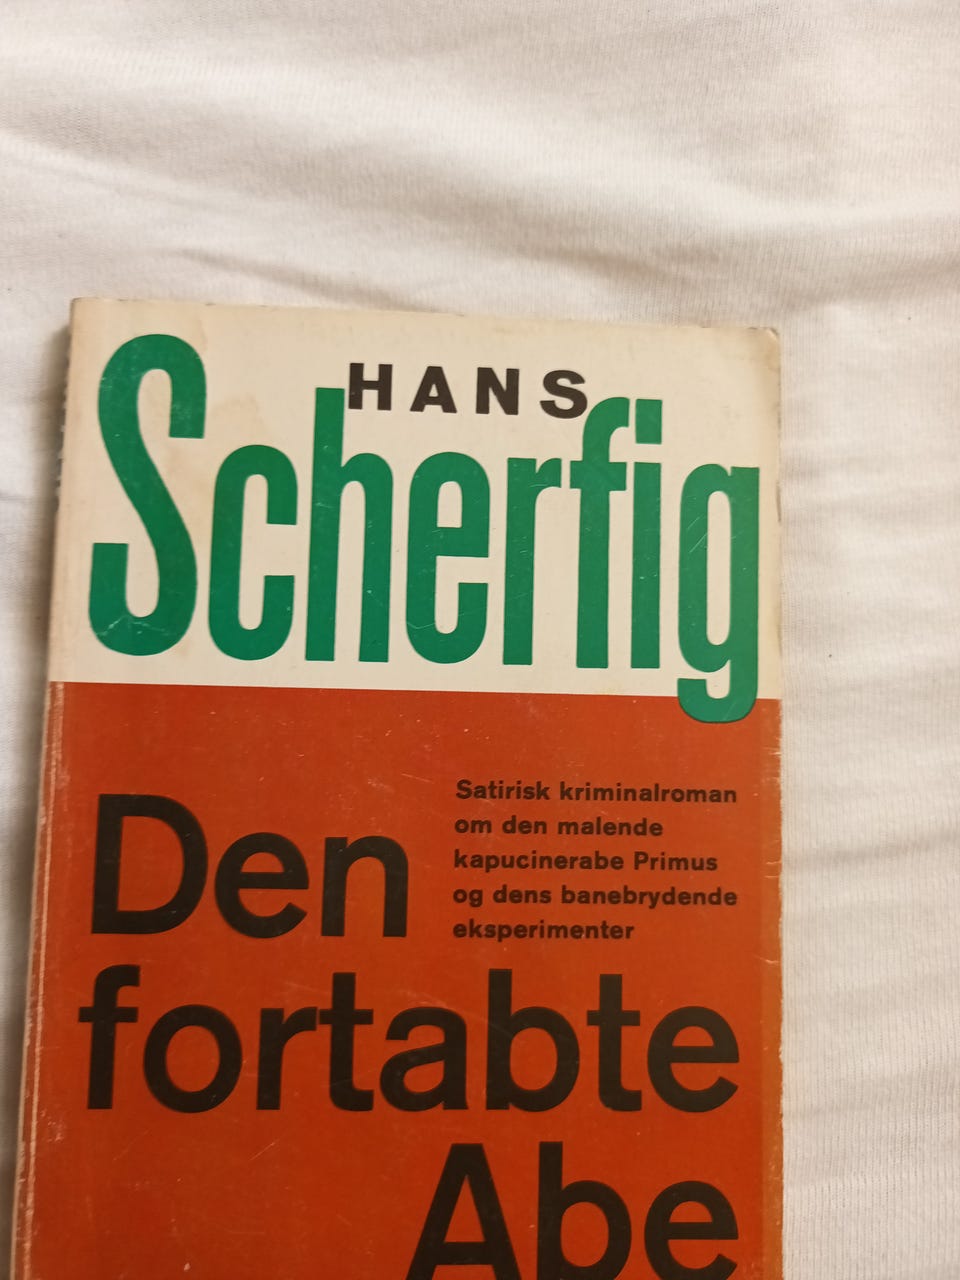 HANS
Scherfig
Satirisk kriminalroman
om den malende
kapucinerabe Primus
og dens banebrydende
eksperimenter
Den
fortabte
Abe